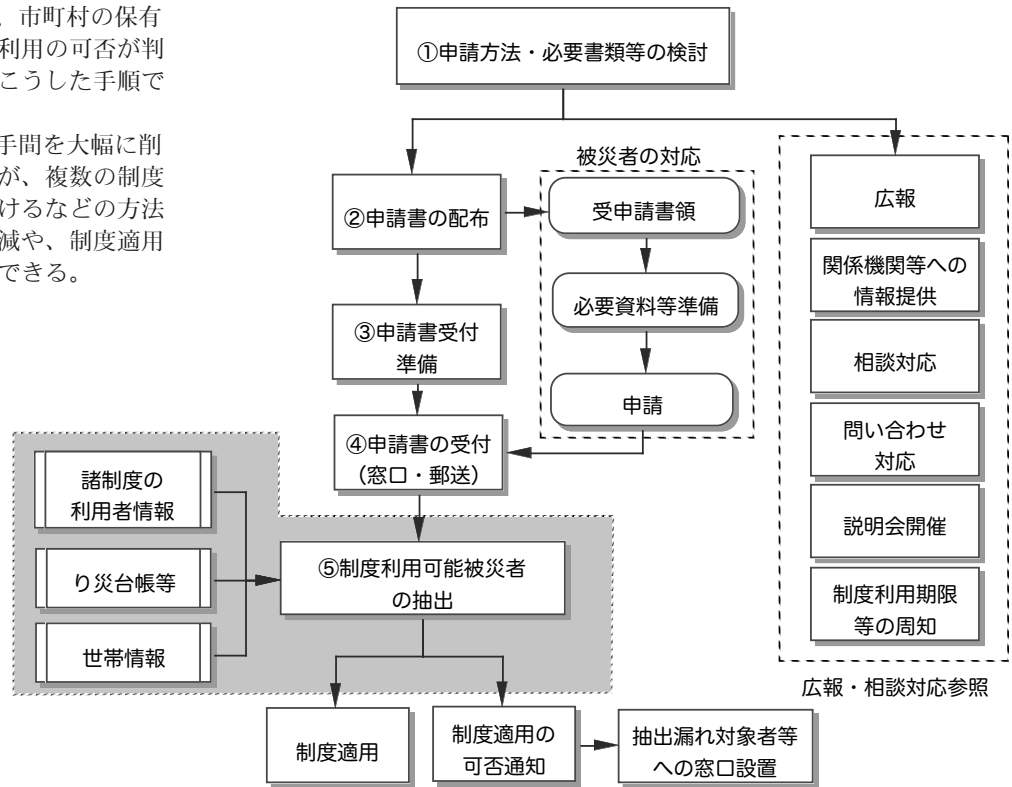 、市町村の保有
利用の可否が判
こうした手順で
手間を大幅に削
が、複数の制度
けるなどの方法
減や、制度適用
できる。
①申請方法・必要書類等の検討
②申請書の配布
③申請書受付
準備
④申請書の受付
（窓口・郵送）
被災者の対応
受申請書領
必要資料等準備
申請
広報
関係機関等への
情報提供
相談対応
問い合わせ
対応
説明会開催
制度利用期限
等の周知
広報・相談対応参照
諸制度の
利用者情報
り災台帳等
世帯情報
⑤制度利用可能被災者
の抽出
制度適用
制度適用の
可否通知
抽出漏れ対象者等
への窓口設置